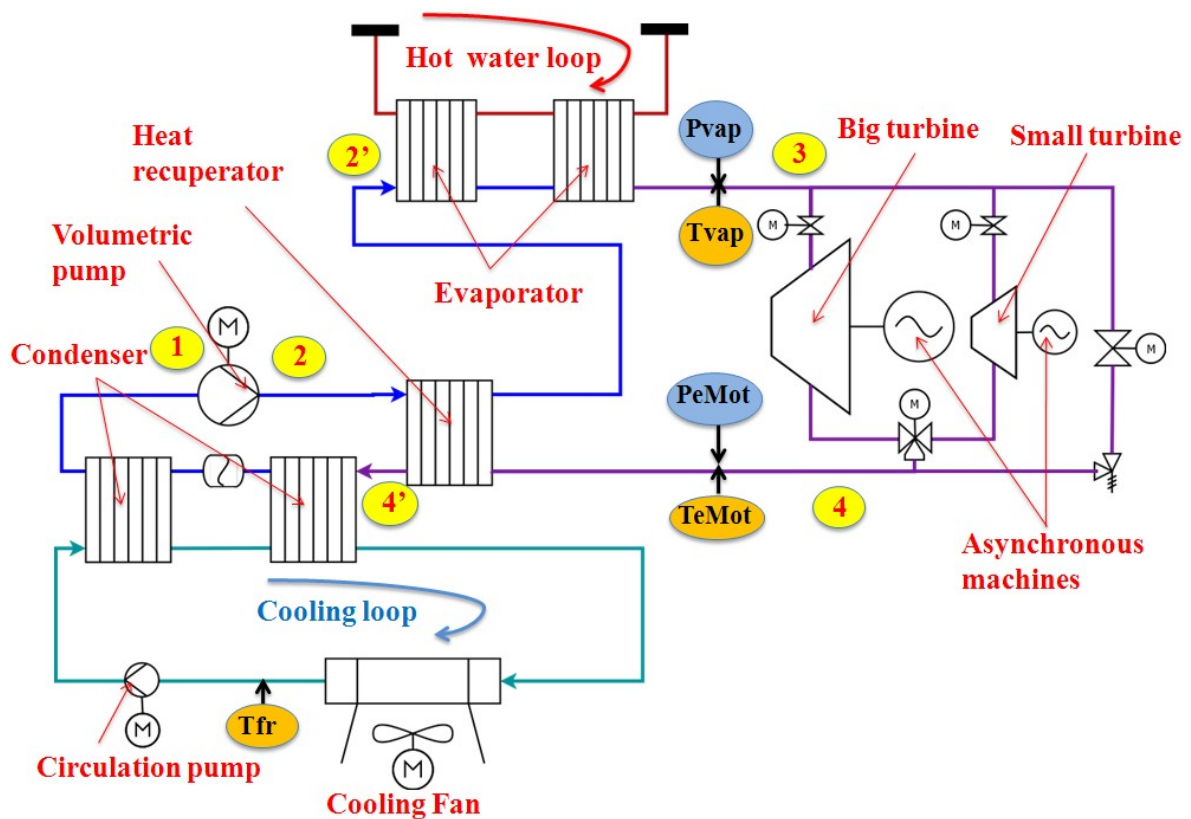 Hot water loop
Heat
recuperator
2’
Pvap
3
Big turbine
Small turbine
Tvap
M
M
Volumetric
pump
Evaporator
M
Condenser
1
2
M
PeMot
M
4’
TeMot
4
Asynchronous
machines
Cooling loop
Tfr
M
M
Circulation pump
Cooling Fan